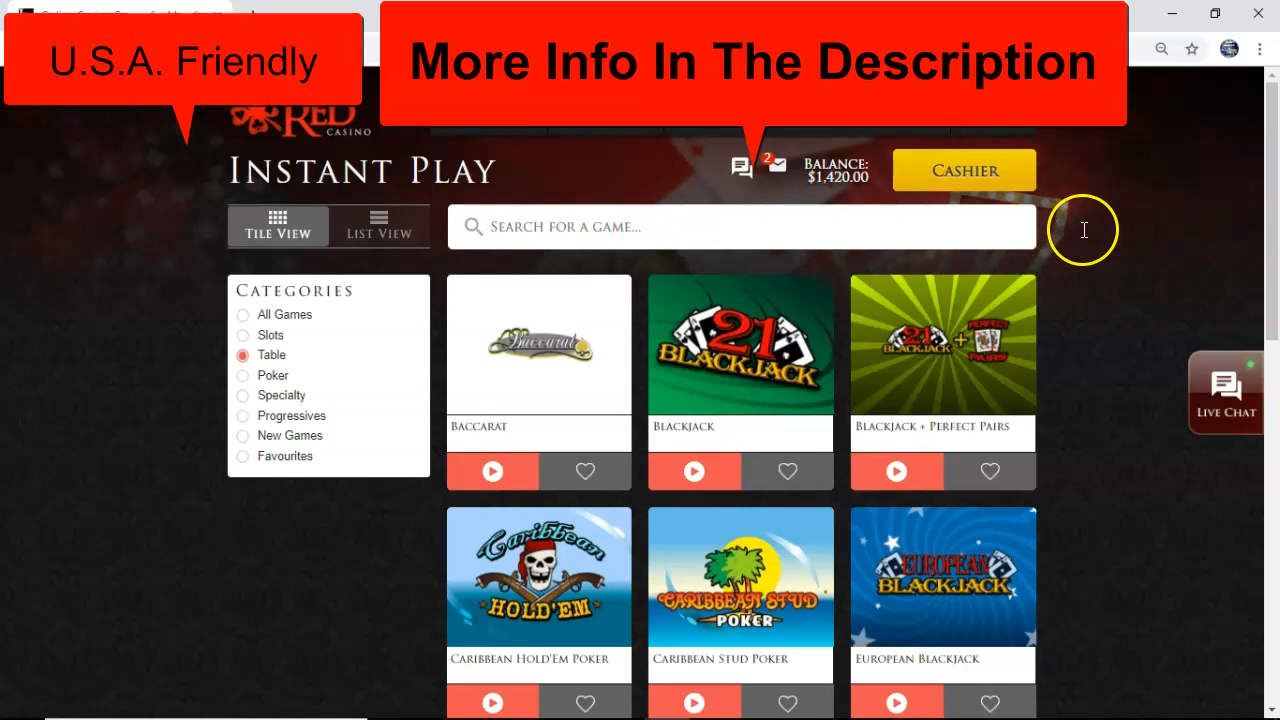 U.S.A. Friendly
More Info In The Description
RED
CASINO
INSTANT PLAY
2
BALANCE:
$1,420.00
CASHIER
TILE VIEW
LIST VIEW
SEARCH FOR A GAME...
CATEGORIES
All Games
Slots
Table
Poker
Specialty
Progressives
New Games
Favourites
Baccarat
BACCARAT
21
BLACKJACK
BLACKJACK
21
BLACKJACK + PERFECT
PAIRS
BLACKJACK + PERFECT PAIRS
LIVE CHAT
Caribbean
HOLD'EM
CARIBBEAN HOLD'EM POKER
CARIBBEAN STUD
POKER
CARIBBEAN STUD POKER
EUROPEAN
BLACKJACK
EUROPEAN BLACKJACK